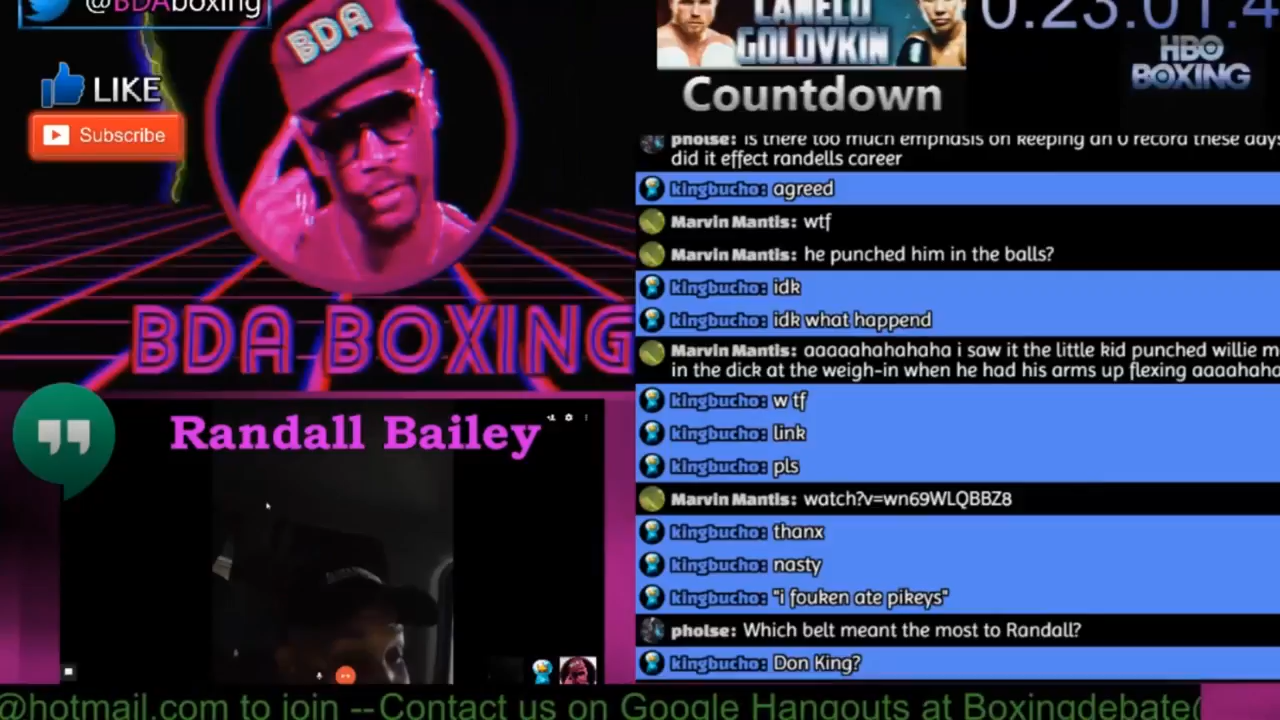 @BDAboxing
LIKE
Subscribe
BDA
BDA BOXING
Randall Bailey
CANELO
GOLOVKIN
Countdown
0.23.01.4
HBO
BOXING
pholse: Is there too much emphasis on keeping an 0 record these days
did it effect randells career
kingbucho: agreed
Marvin Mantis: wtf
Marvin Mantis: he punched him in the balls?
kingbucho: idk
kingbucho: idk what happend
Marvin Mantis: aaaaahahahaha i saw it the little kid punched willie m
in the dick at the weigh-in when he had his arms up flexing aaaahaha
kingbucho: w tf
kingbucho: link
kingbucho: pls
Marvin Mantis: watch?v=wn69WLQBBZ8
kingbucho: thanx
kingbucho: nasty
kingbucho: "i fouken ate pikeys"
pholse: Which belt meant the most to Randall?
kingbucho: Don King?
@hotmail.com to join --Contact us on Google Hangouts at Boxingdebate(